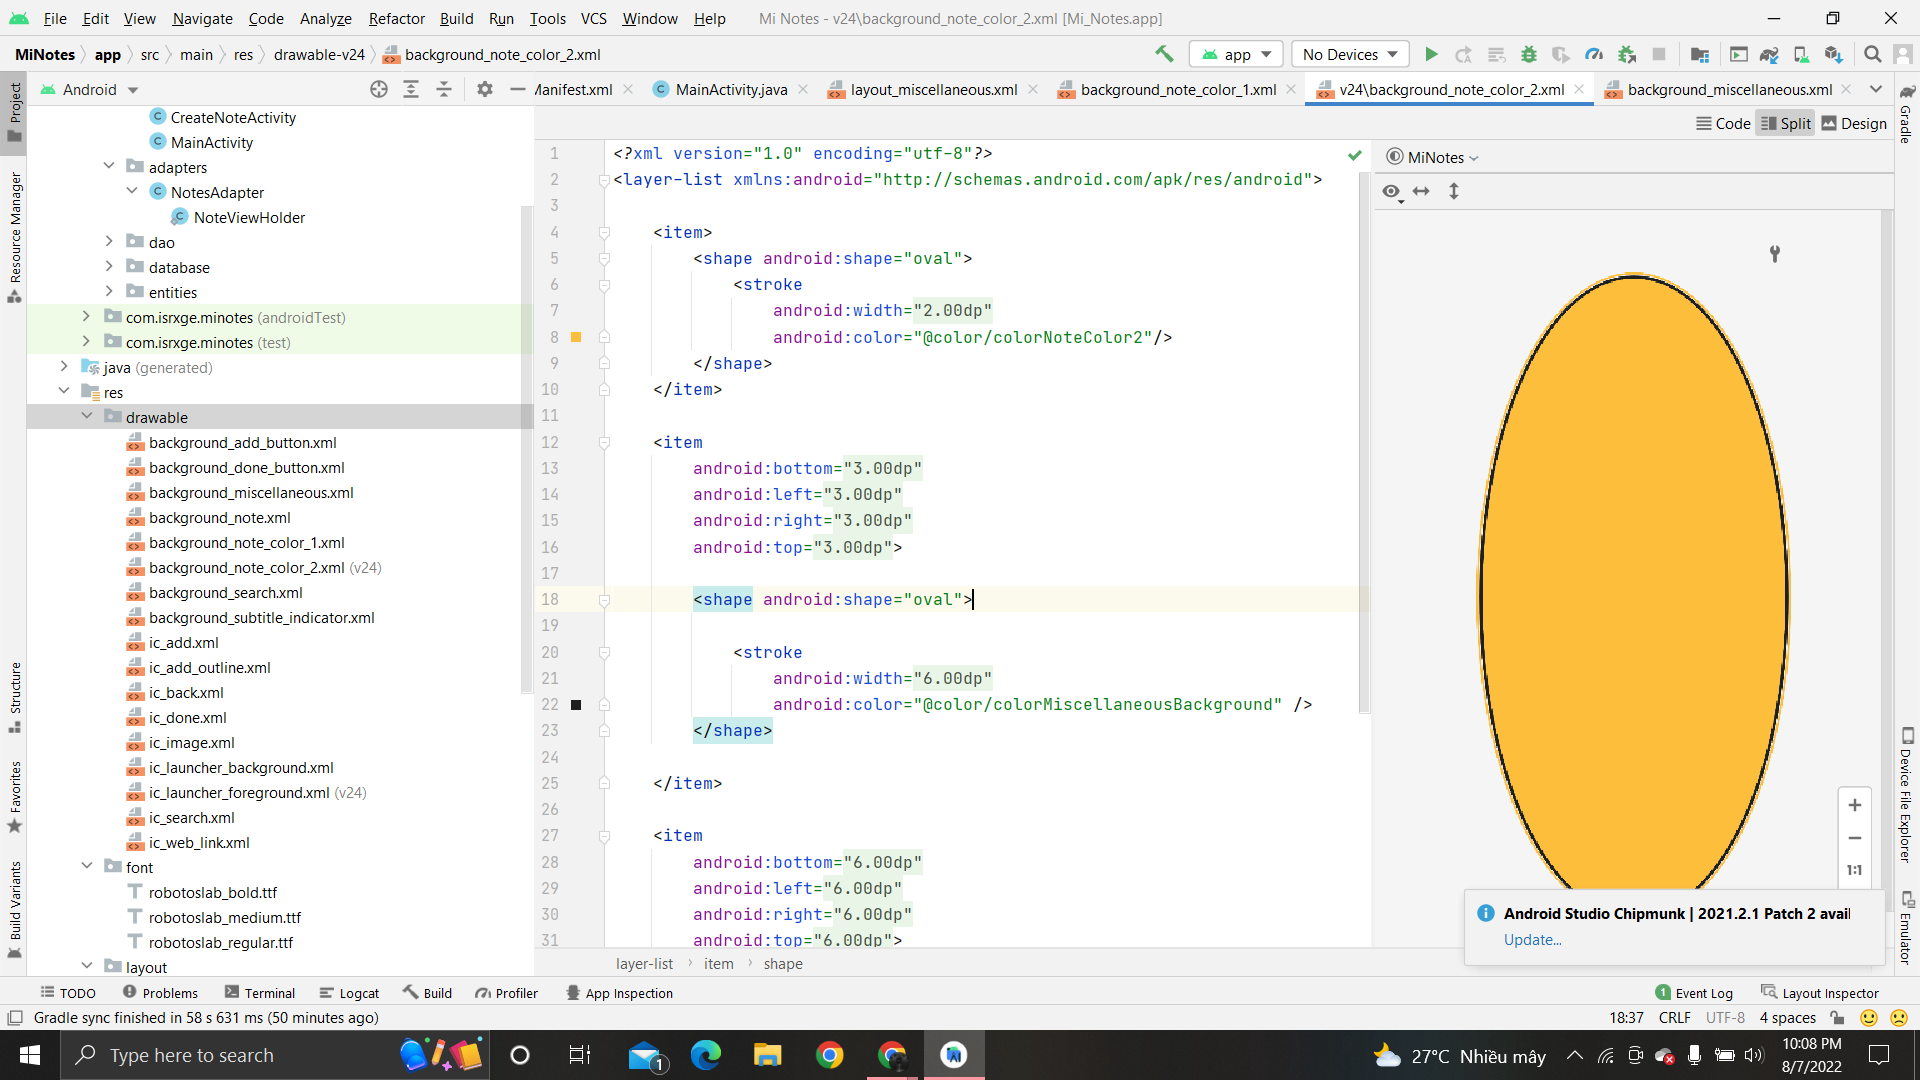 File Edit View Navigate Code Analyze Refactor Build Run Tools VCS Window Help Mi Notes - v24\background_note_color_2.xml [Mi_Notes.app]
MiNotes app src main res drawable-v24 background_note_color_2.xml app No Devices
Android Manifest.xml MainActivity.java layout_miscellaneous.xml background_note_color_1.xml v24\background_note_color_2.xml background_miscellaneous.xml
Code Split Design
MiNotes
Project
Resource Manager
Structure
Favorites
Build Variants
CreateNoteActivity
MainActivity
adapters
NotesAdapter
NoteViewHolder
dao
database
entities
com.isrxge.minotes (androidTest)
com.isrxge.minotes (test)
java (generated)
res
drawable
background_add_button.xml
background_done_button.xml
background_miscellaneous.xml
background_note.xml
background_note_color_1.xml
background_note_color_2.xml (v24)
background_search.xml
background_subtitle_indicator.xml
ic_add.xml
ic_add_outline.xml
ic_back.xml
ic_done.xml
ic_image.xml
ic_launcher_background.xml
ic_launcher_foreground.xml (v24)
ic_search.xml
ic_web_link.xml
font
robotoslab_bold.ttf
robotoslab_medium.ttf
robotoslab_regular.ttf
layout
1 <?xml version="1.0" encoding="utf-8"?>
2 <layer-list xmlns:android="http://schemas.android.com/apk/res/android">
3
4 <item>
5 <shape android:shape="oval">
6 <stroke
7 android:width="2.00dp"
8 android:color="@color/colorNoteColor2"/>
9 </shape>
10 </item>
11
12 <item
13 android:bottom="3.00dp"
14 android:left="3.00dp"
15 android:right="3.00dp"
16 android:top="3.00dp">
17
18 <shape android:shape="oval">
19
20 <stroke
21 android:width="6.00dp"
22 android:color="@color/colorMiscellaneousBackground" />
23 </shape>
24
25 </item>
26
27 <item
28 android:bottom="6.00dp"
29 android:left="6.00dp"
30 android:right="6.00dp"
31 android:top="6.00dp">
layer-list item shape
1:1
Android Studio Chipmunk | 2021.2.1 Patch 2 avail
Update...
Gradle
Device File Explorer
Emulator
TODO Problems Terminal Logcat Build Profiler App Inspection 1 Event Log Layout Inspector
Gradle sync finished in 58 s 631 ms (50 minutes ago) 18:37 CRLF UTF-8 4 spaces
Type here to search 1 27°C Nhiều mây 10:08 PM
8/7/2022